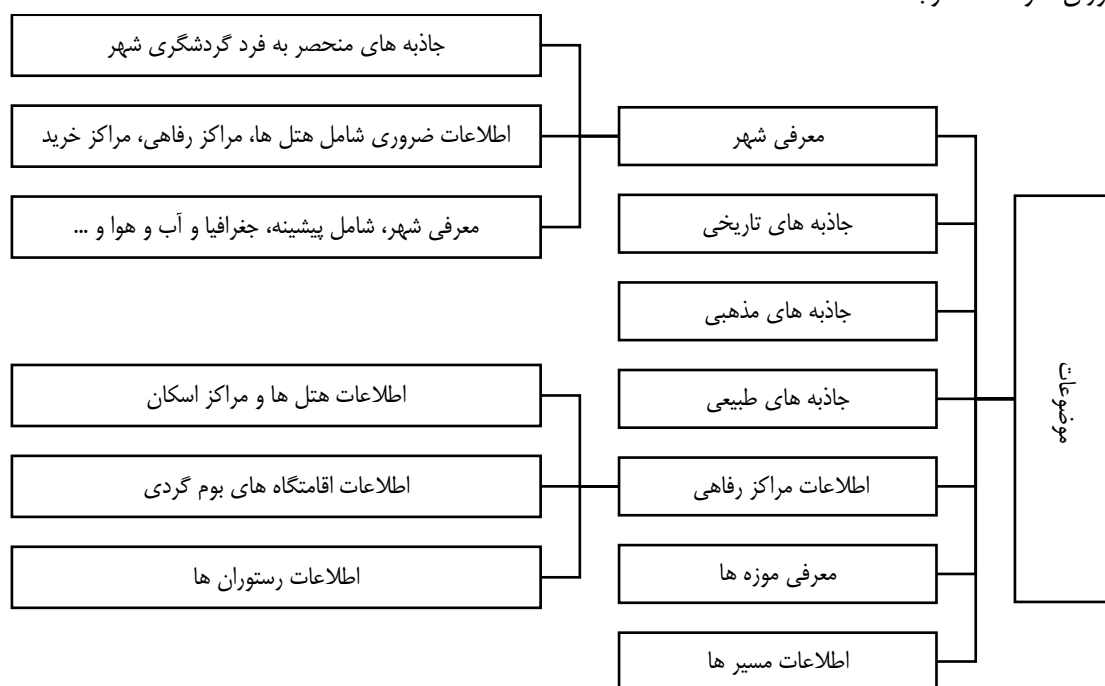 موضوعات
معرفی شهر
جاذبه های منحصر به فرد گردشگری شهر
اطلاعات ضروری شامل هتل ها، مراکز رفاهی، مراکز خرید
معرفی شهر، شامل پیشینه، جغرافیا و آب و هوا و ...
جاذبه های تاریخی
جاذبه های مذهبی
جاذبه های طبیعی
اطلاعات مراکز رفاهی
اطلاعات هتل ها و مراکز اسکان
اطلاعات اقامتگاه های بوم گردی
اطلاعات رستوران ها
معرفی موزه ها
اطلاعات مسیر ها